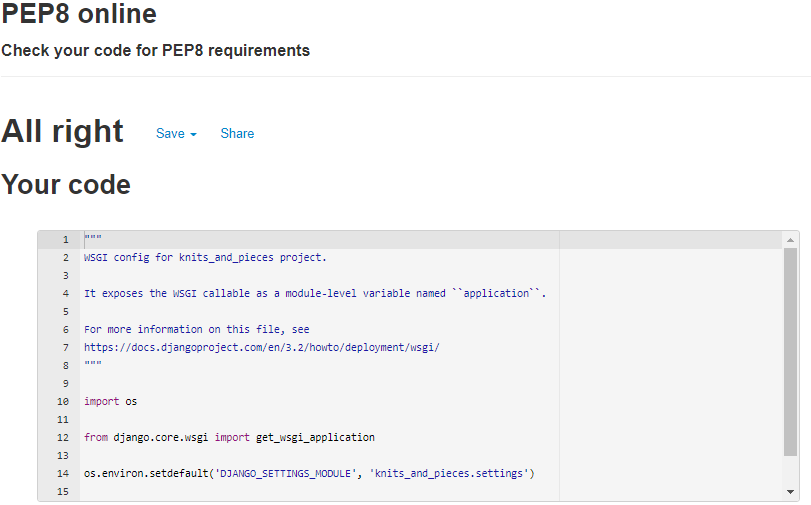 PEP8 online
Check your code for PEP8 requirements
All right Save Share
Your code
1 """
2 WSGI config for knits_and_pieces project.
3
4 It exposes the WSGI callable as a module-level variable named ``application``.
5
6 For more information on this file, see
7 https://docs.djangoproject.com/en/3.2/howto/deployment/wsgi/
8 """
9
10 import os
11
12 from django.core.wsgi import get_wsgi_application
13
14 os.environ.setdefault('DJANGO_SETTINGS_MODULE', 'knits_and_pieces.settings')
15